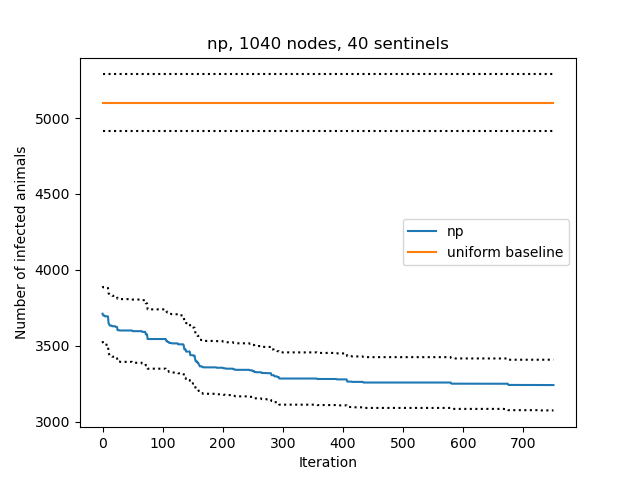 np, 1040 nodes, 40 sentinels
Number of infected animals
5000
4500
4000
3500
3000
np
uniform baseline
0 100 200 300 400 500 600 700
Iteration